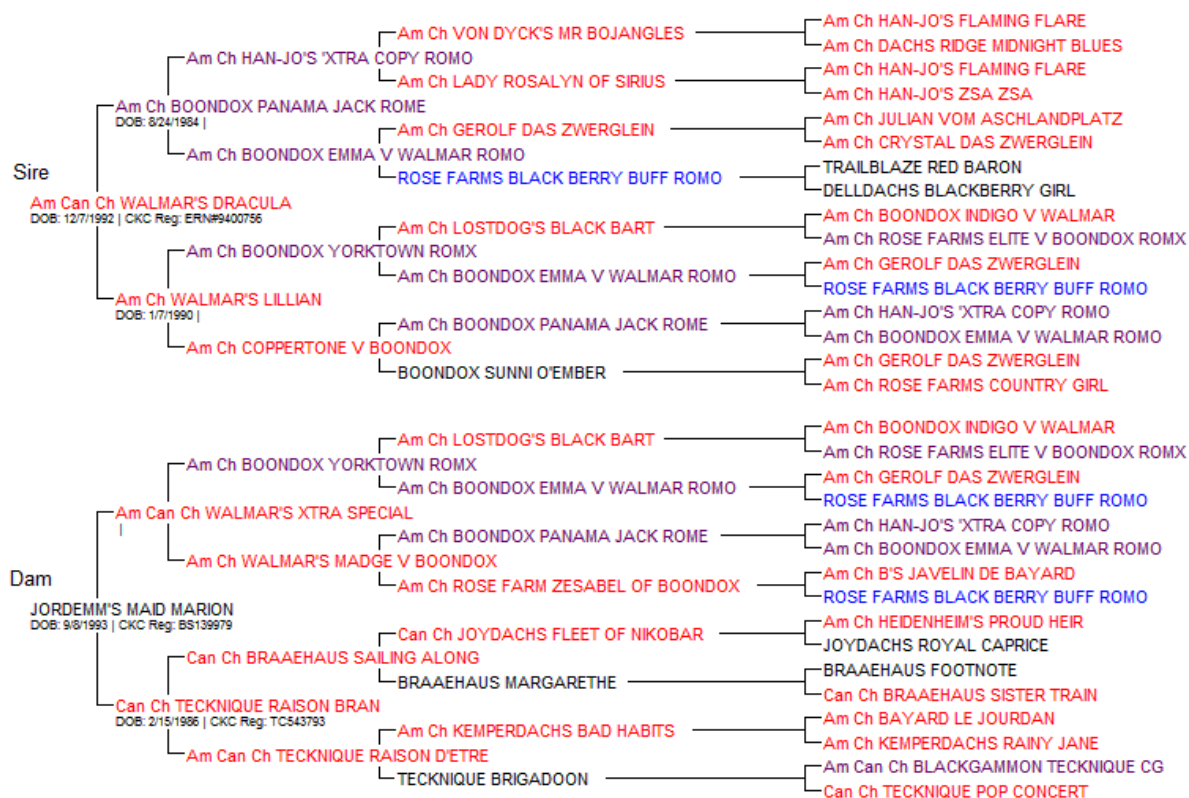 Am Ch HAN-JO'S FLAMING FLARE
Am Ch VON DYCK'S MR BOJANGLES
Am Ch DACHS RIDGE MIDNIGHT BLUES
Am Ch HAN-JO'S 'XTRA COPY ROMO
Am Ch HAN-JO'S FLAMING FLARE
Am Ch LADY ROSALYN OF SIRIUS
Am Ch HAN-JO'S ZSA ZSA
Am Ch BOONDOX PANAMA JACK ROME
DOB: 8/24/1984 |
Am Ch JULIAN VOM ASCHLANDPLATZ
Am Ch GEROLF DAS ZWERGLEIN
Am Ch CRYSTAL DAS ZWERGLEIN
Am Ch BOONDOX EMMA V WALMAR ROMO
TRAILBLAZE RED BARON
ROSE FARMS BLACK BERRY BUFF ROMO
DELLDACHS BLACKBERRY GIRL
Sire
Am Can Ch WALMAR'S DRACULA
DOB: 12/7/1992 | CKC Reg: ERN#9400756
Am Ch BOONDOX INDIGO V WALMAR
Am Ch LOSTDOG'S BLACK BART
Am Ch ROSE FARMS ELITE V BOONDOX ROMX
Am Ch BOONDOX YORKTOWN ROMX
Am Ch GEROLF DAS ZWERGLEIN
Am Ch BOONDOX EMMA V WALMAR ROMO
ROSE FARMS BLACK BERRY BUFF ROMO
Am Ch WALMAR'S LILLIAN
DOB: 1/7/1990 |
Am Ch HAN-JO'S 'XTRA COPY ROMO
Am Ch BOONDOX PANAMA JACK ROME
Am Ch BOONDOX EMMA V WALMAR ROMO
Am Ch COPPERTONE V BOONDOX
Am Ch GEROLF DAS ZWERGLEIN
BOONDOX SUNNI O'EMBER
Am Ch ROSE FARMS COUNTRY GIRL
Am Ch BOONDOX INDIGO V WALMAR
Am Ch LOSTDOG'S BLACK BART
Am Ch ROSE FARMS ELITE V BOONDOX ROMX
Am Ch BOONDOX YORKTOWN ROMX
Am Ch GEROLF DAS ZWERGLEIN
Am Ch BOONDOX EMMA V WALMAR ROMO
ROSE FARMS BLACK BERRY BUFF ROMO
Am Can Ch WALMAR'S XTRA SPECIAL
|
Am Ch HAN-JO'S 'XTRA COPY ROMO
Am Ch BOONDOX PANAMA JACK ROME
Am Ch BOONDOX EMMA V WALMAR ROMO
Am Ch WALMAR'S MADGE V BOONDOX
Am Ch B'S JAVELIN DE BAYARD
Am Ch ROSE FARM ZESABEL OF BOONDOX
ROSE FARMS BLACK BERRY BUFF ROMO
Dam
JORDEMM'S MAID MARION
DOB: 9/8/1993 | CKC Reg: BS139979
Am Ch HEIDENHEIM'S PROUD HEIR
Can Ch JOYDACHS FLEET OF NIKOBAR
JOYDACHS ROYAL CAPRICE
Can Ch BRAAEHAUS SAILING ALONG
BRAAEHAUS FOOTNOTE
BRAAEHAUS MARGARETHE
Can Ch BRAAEHAUS SISTER TRAIN
Can Ch TECKNIQUE RAISON BRAN
DOB: 2/15/1986 | CKC Reg: TC543793
Am Ch BAYARD LE JOURDAN
Am Ch KEMPERDACHS BAD HABITS
Am Ch KEMPERDACHS RAINY JANE
Am Can Ch TECKNIQUE RAISON D'ETRE
Am Can Ch BLACKGAMMON TECKNIQUE CG
TECKNIQUE BRIGADOON
Can Ch TECKNIQUE POP CONCERT